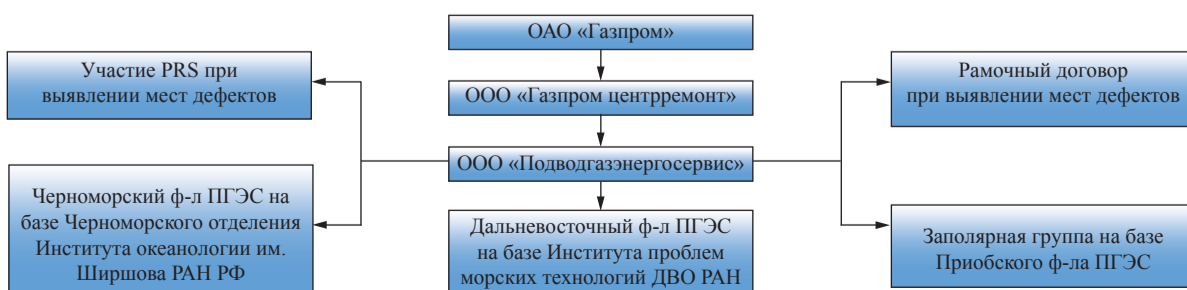 ОАО «Газпром»
Участие PRS при
выявлении мест дефектов
ООО «Газпром центрремонт»
Рамочный договор
при выявлении мест дефектов
ООО «Подводгазэнергосервис»
Черноморский ф-л ПГЭС на
базе Черноморского отделения
Института океанологии им.
Ширшова РАН РФ
Дальневосточный ф-л ПГЭС
на базе Института проблем
морских технологий ДВО РАН
Заполярная группа на базе
Приобского ф-ла ПГЭС